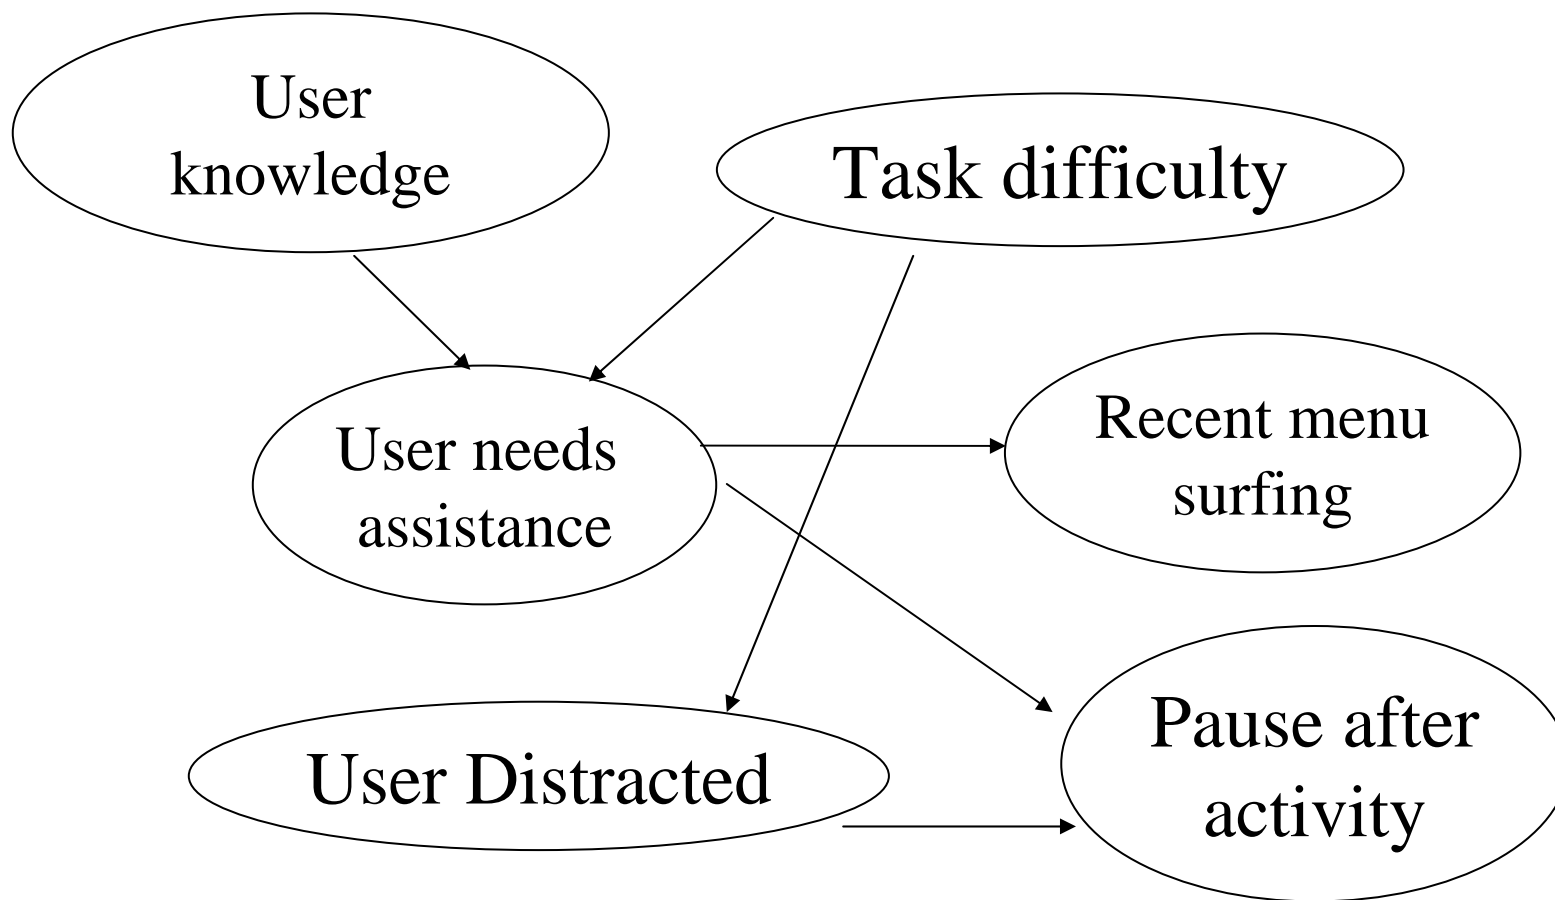 User
knowledge
Task difficulty
User needs
assistance
Recent menu
surfing
User Distracted
Pause after
activity